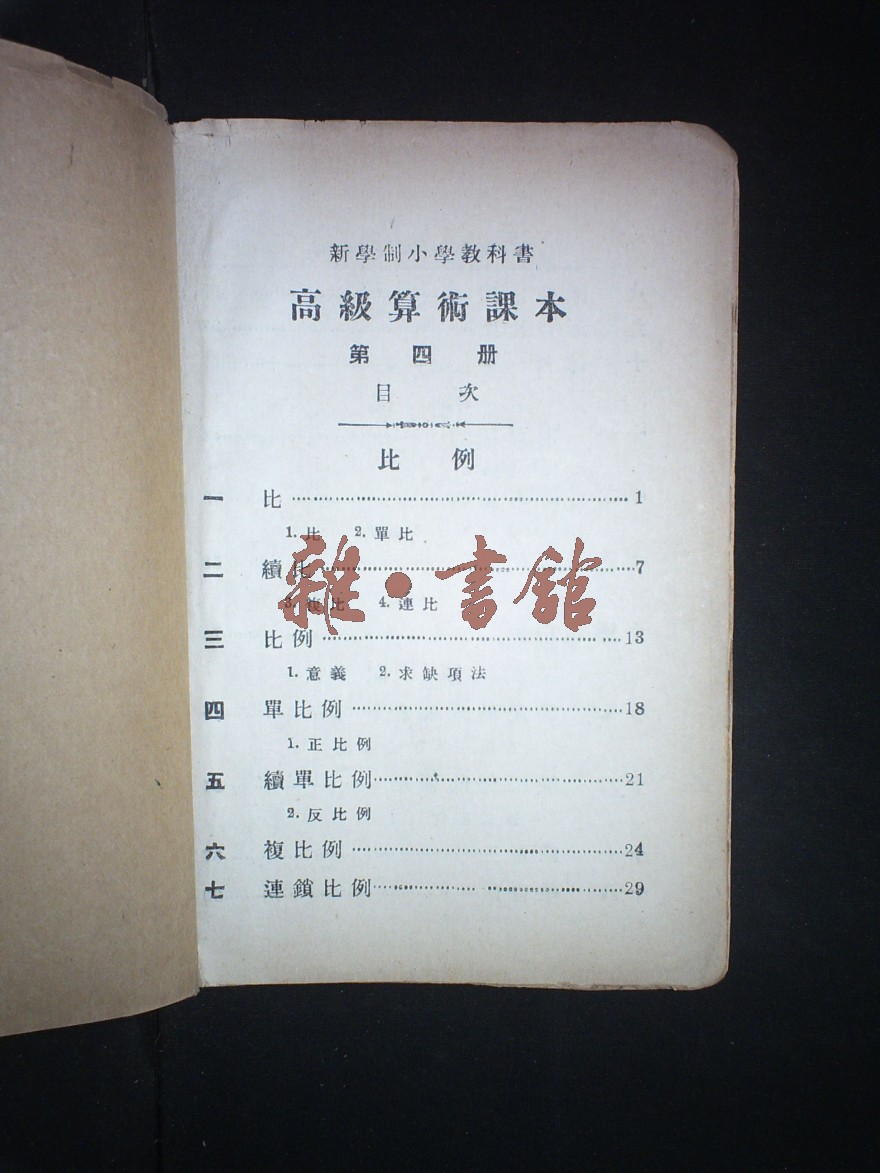 新學制小學教科書
高級算術課本
第四册
目次
比例
一 比 1
1. 比 2. 單比
二 續比 7
3. 複比 4. 連比
三 比例 13
1. 意義 2. 求缺項法
四 單比例 18
1. 正比例
五 續單比例 21
2. 反比例
六 複比例 24
七 連鎖比例 29
雜·書館